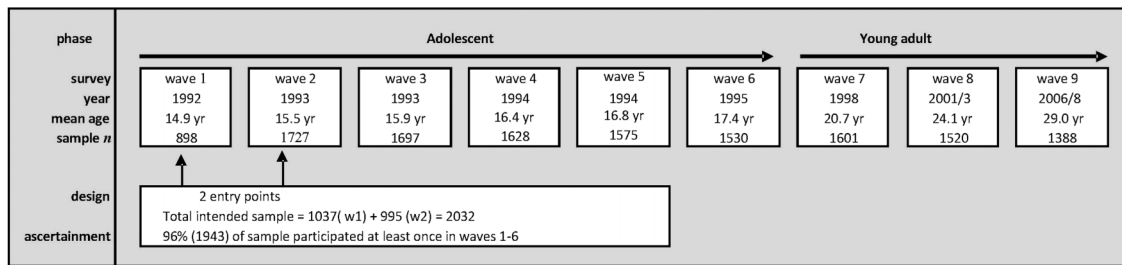 phase Adolescent Young adult
survey wave 1 wave 2 wave 3 wave 4 wave 5 wave 6 wave 7 wave 8 wave 9
year 1992 1993 1993 1994 1994 1995 1998 2001/3 2006/8
mean age 14.9 yr 15.5 yr 15.9 yr 16.4 yr 16.8 yr 17.4 yr 20.7 yr 24.1 yr 29.0 yr
sample n 898 1727 1697 1628 1575 1530 1601 1520 1388
design 2 entry points
Total intended sample = 1037( w1) + 995 (w2) = 2032
ascertainment 96% (1943) of sample participated at least once in waves 1-6